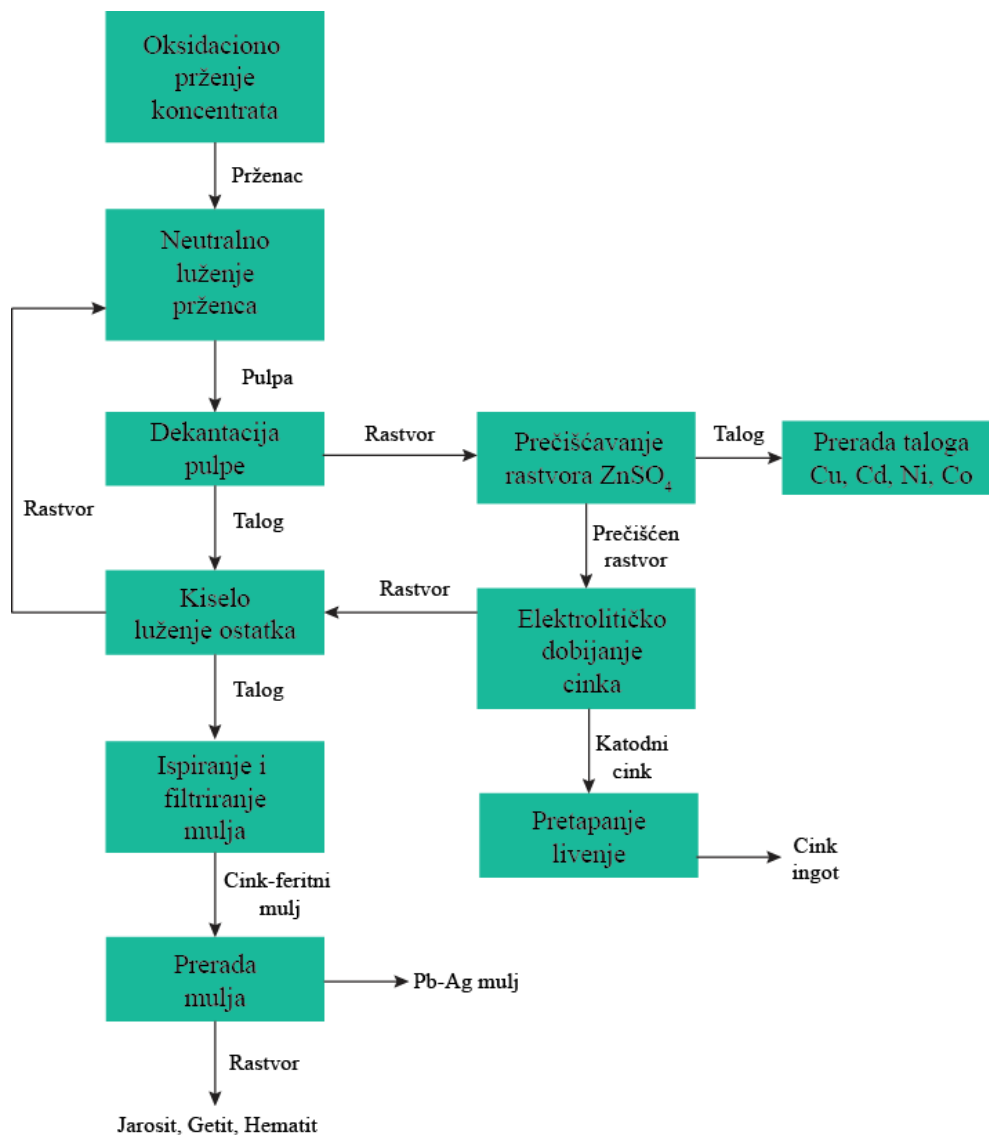 Oksidaciono
prženje
koncentrata
Prženac
Neutralno
luženje
prženca
Pulpa
Dekantacija
pulpe
Rastvor
Prečišćavanje
rastvora ZnSO₄
Talog
Prerada taloga
Cu, Cd, Ni, Co
Rastvor
Talog
Prečišćen
rastvor
Kiselo
luženje ostatka
Rastvor
Elektrolitičko
dobijanje
cinka
Talog
Katodni
cink
Ispiranje i
filtriranje
mulja
Pretapanje
livenje
Cink
ingot
Cink-feritni
mulj
Prerada
mulja
Pb-Ag mulj
Rastvor
Jarosit, Getit, Hematit